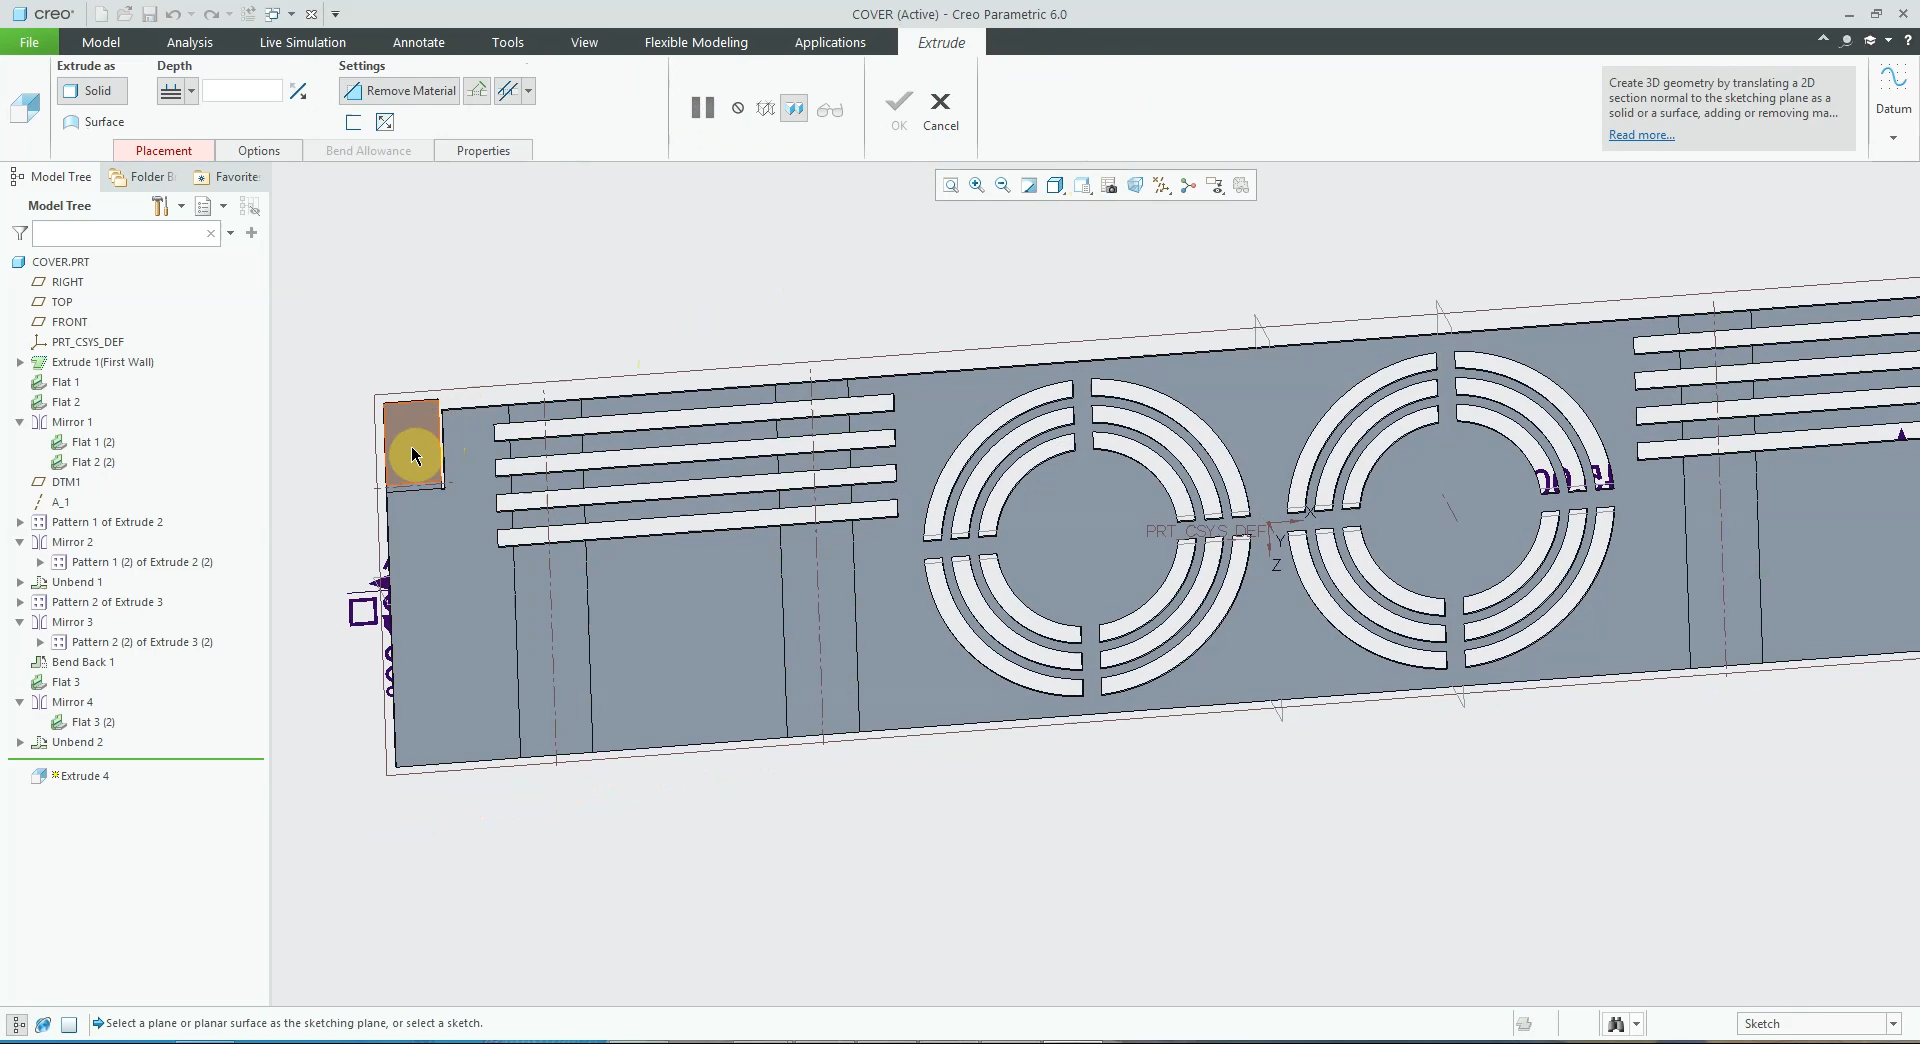 creo
COVER (Active) - Creo Parametric 6.0
File Model Analysis Live Simulation Annotate Tools View Flexible Modeling Applications Extrude
Extrude as Depth Settings
Solid Remove Material
Surface
OK Cancel
Create 3D geometry by translating a 2D
section normal to the sketching plane as a
solid or a surface, adding or removing ma...
Read more...
Datum
Placement Options Bend Allowance Properties
Model Tree Folder B Favorite
Model Tree
COVER.PRT
RIGHT
TOP
FRONT
PRT_CSYS_DEF
Extrude 1(First Wall)
Flat 1
Flat 2
Mirror 1
Flat 1 (2)
Flat 2 (2)
DTM1
A_1
Pattern 1 of Extrude 2
Mirror 2
Pattern 1 (2) of Extrude 2 (2)
Unbend 1
Pattern 2 of Extrude 3
Mirror 3
Pattern 2 (2) of Extrude 3 (2)
Bend Back 1
Flat 3
Mirror 4
Flat 3 (2)
Unbend 2
Extrude 4
PRT_CSYS_DEF
X
Y
Z
Select a plane or planar surface as the sketching plane, or select a sketch.
Sketch